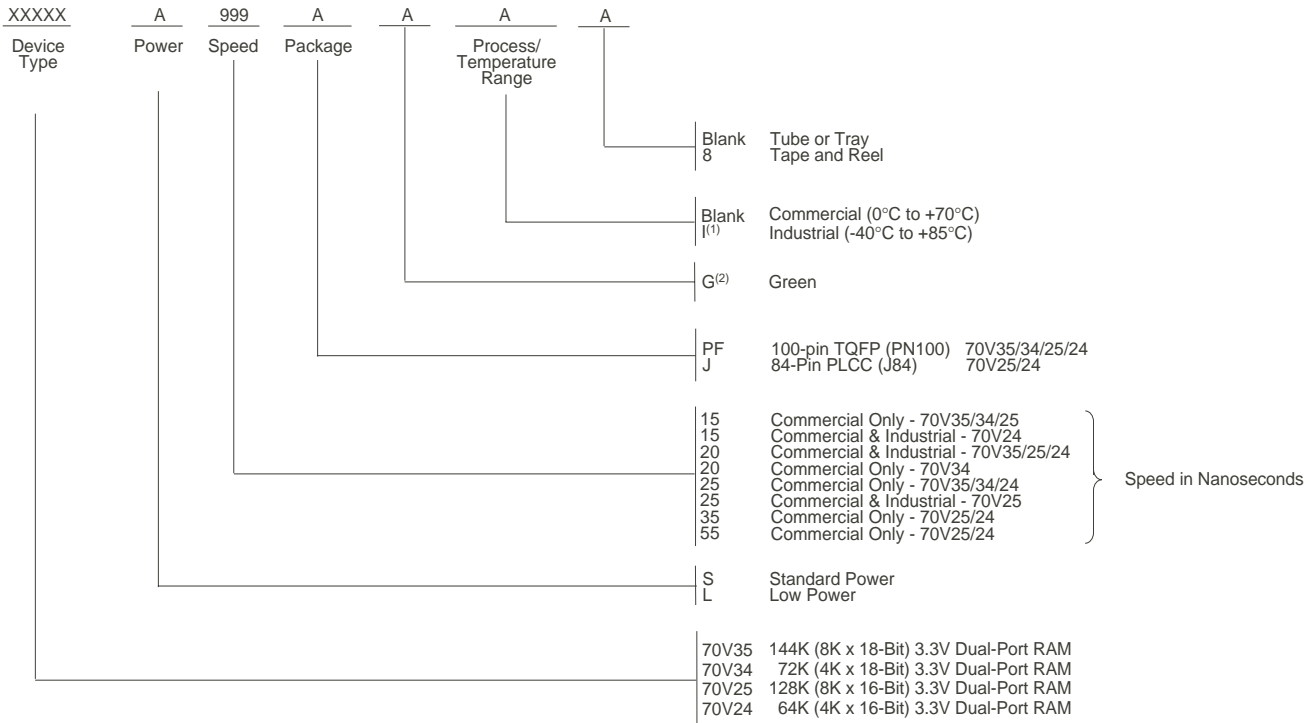 XXXXX A 999 A A A A
Device Type Power Speed Package Process/ Temperature Range
Blank Tube or Tray
8 Tape and Reel
Blank Commercial (0°C to +70°C)
I(1) Industrial (-40°C to +85°C)
G(2) Green
PF 100-pin TQFP (PN100) 70V35/34/25/24
J 84-Pin PLCC (J84) 70V25/24
15 Commercial Only - 70V35/34/25
15 Commercial & Industrial - 70V24
20 Commercial & Industrial - 70V35/25/24
20 Commercial Only - 70V34
25 Commercial Only - 70V35/34/24
25 Commercial & Industrial - 70V25
35 Commercial Only - 70V25/24
55 Commercial Only - 70V25/24
Speed in Nanoseconds
S Standard Power
L Low Power
70V35 144K (8K x 18-Bit) 3.3V Dual-Port RAM
70V34 72K (4K x 18-Bit) 3.3V Dual-Port RAM
70V25 128K (8K x 16-Bit) 3.3V Dual-Port RAM
70V24 64K (4K x 16-Bit) 3.3V Dual-Port RAM